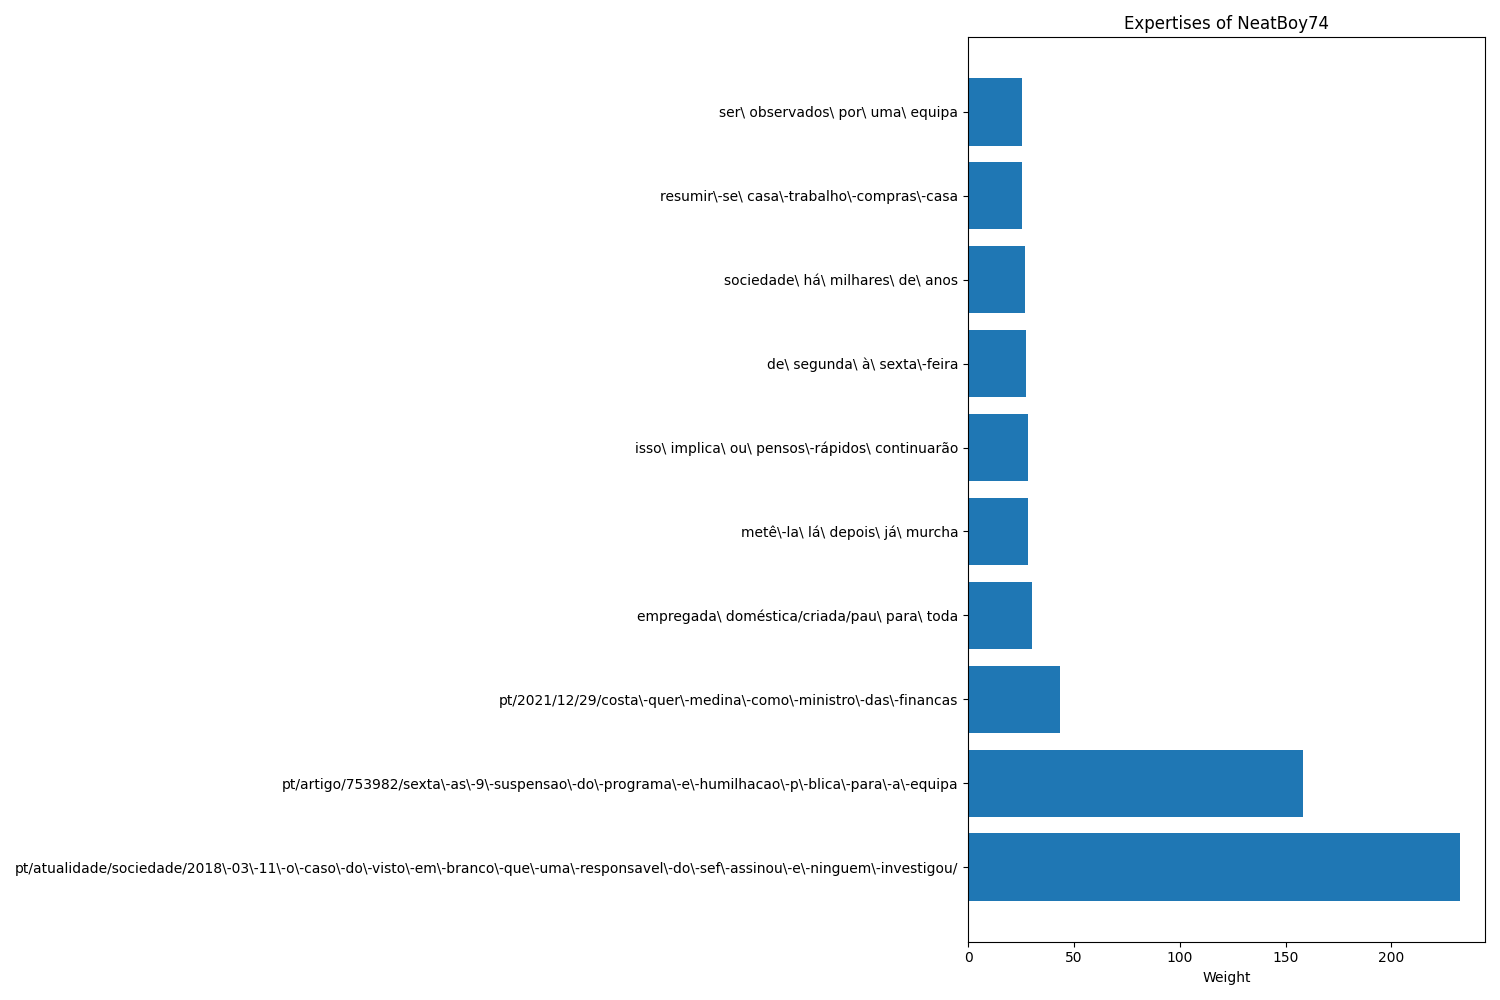 Expertises of NeatBoy74
ser\ observados\ por\ uma\ equipa
resumir\-se\ casa\-trabalho\-compras\-casa
sociedade\ há\ milhares\ de\ anos
de\ segunda\ à\ sexta\-feira
isso\ implica\ ou\ pensos\-rápidos\ continuarão
metê\-la\ lá\ depois\ já\ murcha
empregada\ doméstica/criada/pau\ para\ toda
pt/2021/12/29/costa\-quer\-medina\-como\-ministro\-das\-financas
pt/artigo/753982/sexta\-as\-9\-suspensao\-do\-programa\-e\-humilhacao\-p\-blica\-para\-a\-equipa
pt/atualidade/sociedade/2018\-03\-11\-o\-caso\-do\-visto\-em\-branco\-que\-uma\-responsavel\-do\-sef\-assinou\-e\-ninguem\-investigou/
0 50 100 150 200
Weight